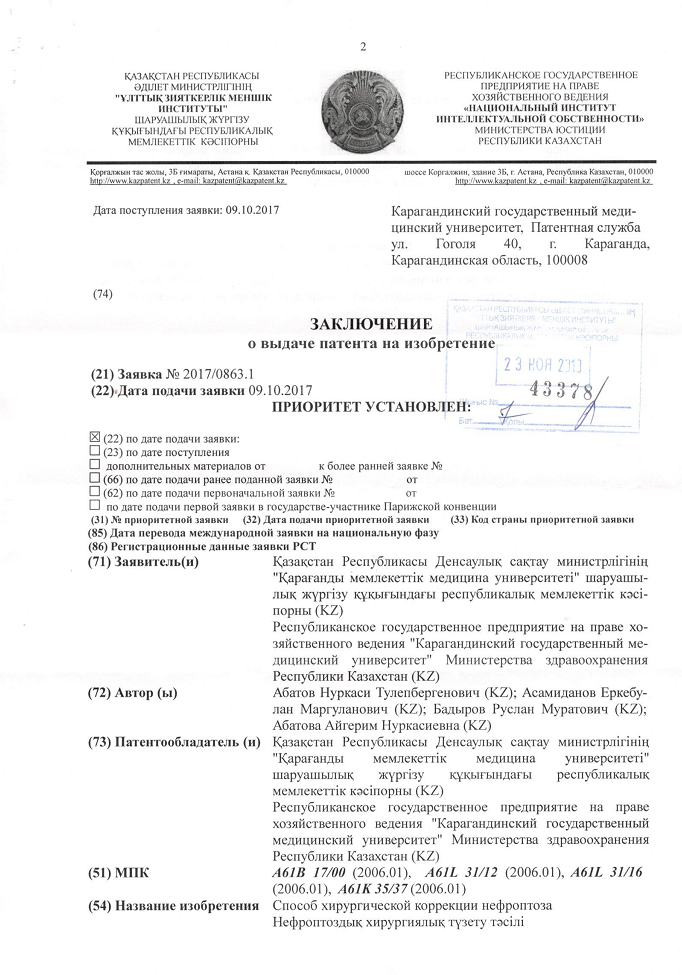 2
ҚАЗАҚСТАН РЕСПУБЛИКАСЫ
ӘДІЛЕТ МИНИСТРЛІГІНІҢ
"ҰЛТТЫҚ ЗИЯТКЕРЛІК МЕНШІК
ИНСТИТУТЫ"
ШАРУАШЫЛЫҚ ЖҮРГІЗУ
ҚҰҚЫҒЫНДАҒЫ РЕСПУБЛИКАЛЫҚ
МЕМЛЕКЕТТІК КӘСІПОРНЫ
РЕСПУБЛИКАНСКОЕ ГОСУДАРСТВЕННОЕ
ПРЕДПРИЯТИЕ НА ПРАВЕ
ХОЗЯЙСТВЕННОГО ВЕДЕНИЯ
«НАЦИОНАЛЬНЫЙ ИНСТИТУТ
ИНТЕЛЛЕКТУАЛЬНОЙ СОБСТВЕННОСТИ»
МИНИСТЕРСТВА ЮСТИЦИИ
РЕСПУБЛИКИ КАЗАХСТАН
Қорғалжын тас жолы, 3Б ғимараты, Астана қ. Қазақстан Республикасы, 010000
http://www.kazpatent.kz , e-mail: kazpatent@kazpatent.kz
шоссе Коргалжин, здание 3Б, г. Астана, Республика Казахстан, 010000
http://www.kazpatent.kz , e-mail: kazpatent@kazpatent.kz
Дата поступления заявки: 09.10.2017
Карагандинский государственный меди-
цинский университет, Патентная служба
ул. Гоголя 40, г. Караганда,
Карагандинская область, 100008
(74)
ЗАКЛЮЧЕНИЕ
о выдаче патента на изобретение
23 НОЯ
43378
(21) Заявка № 2017/0863.1
(22) Дата подачи заявки 09.10.2017
ПРИОРИТЕТ УСТАНОВЛЕН:
☒ (22) по дате подачи заявки:
☐ (23) по дате поступления
☐ дополнительных материалов от к более ранней заявке №
☐ (66) по дате подачи ранее поданной заявки № от
☐ (62) по дате подачи первоначальной заявки № от
☐ по дате подачи первой заявки в государстве-участнике Парижской конвенции
(31) № приоритетной заявки (32) Дата подачи приоритетной заявки (33) Код страны приоритетной заявки
(85) Дата перевода международной заявки на национальную фазу
(86) Регистрационные данные заявки РСТ
(71) Заявитель(и) Қазақстан Республикасы Денсаулық сақтау министрлігінің
"Қарағанды мемлекеттік медицина университеті" шаруашы-
лық жүргізу құқығындағы республикалық мемлекеттік кәсі-
порны (KZ)
Республиканское государственное предприятие на праве хо-
зяйственного ведения "Карагандинский государственный ме-
дицинский университет" Министерства здравоохранения
Республики Казахстан (KZ)
(72) Автор (ы) Абатов Нуркаси Тулепбергенович (KZ); Асамиданов Еркебу-
лан Маргуланович (KZ); Бадыров Руслан Муратович (KZ);
Абатова Айгерим Нуркасиевна (KZ)
(73) Патентообладатель (и) Қазақстан Республикасы Денсаулық сақтау министрлігінің
"Қарағанды мемлекеттік медицина университеті"
шаруашылық жүргізу құқығындағы республикалық
мемлекеттік кәсіпорны (KZ)
Республиканское государственное предприятие на праве
хозяйственного ведения "Карагандинский государственный
медицинский университет" Министерства здравоохранения
Республики Казахстан (KZ)
(51) МПК A61B 17/00 (2006.01), A61L 31/12 (2006.01), A61L 31/16
(2006.01), A61K 35/37 (2006.01)
(54) Название изобретения Способ хирургической коррекции нефроптоза
Нефроптоздық хирургиялық түзету тәсілі